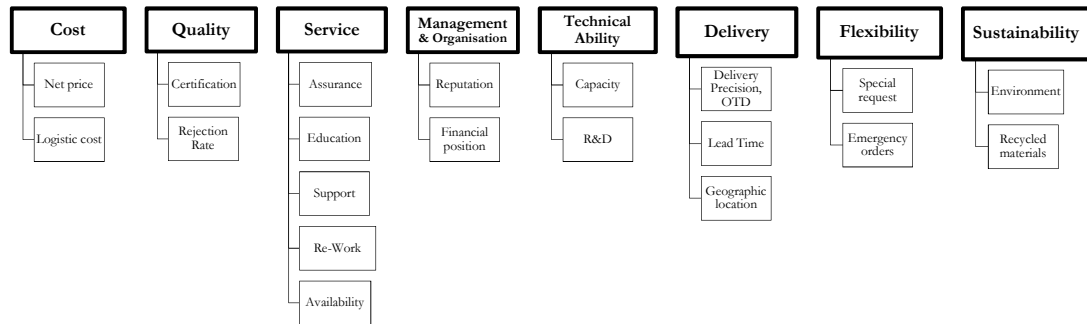 Cost
Net price
Logistic cost
Quality
Certification
Rejection
Rate
Service
Assurance
Education
Support
Re-Work
Availability
Management
& Organisation
Reputation
Financial
position
Technical
Ability
Capacity
R&D
Delivery
Delivery
Precision,
OTD
Lead Time
Geographic
location
Flexibility
Special
request
Emergency
orders
Sustainability
Environment
Recycled
materials